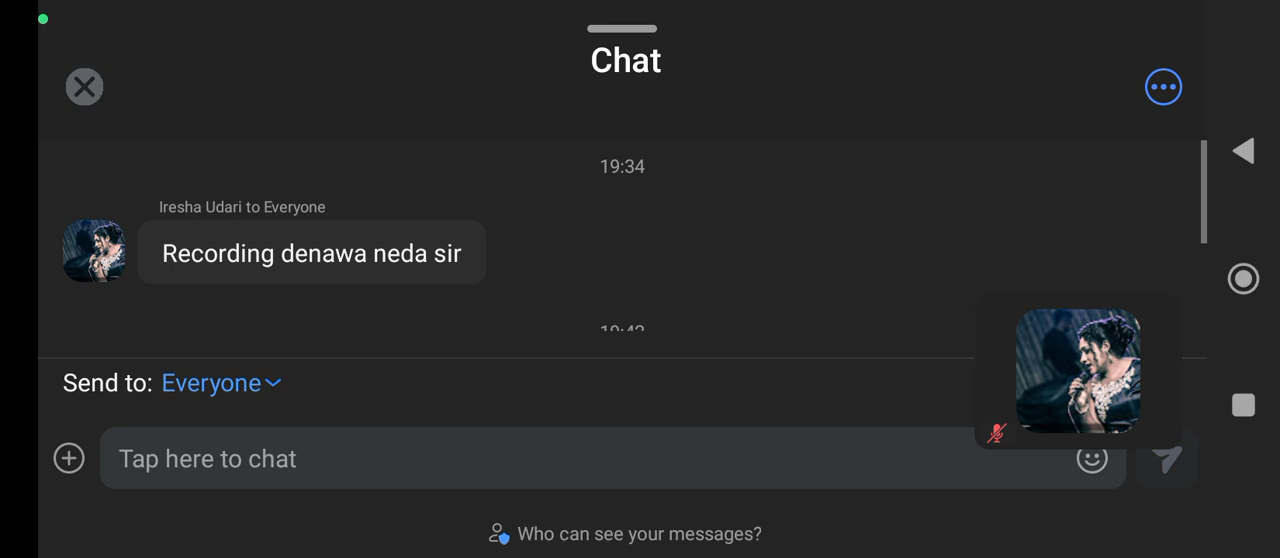 Chat
19:34
Iresha Udari to Everyone
Recording denawa neda sir
Send to: Everyone
Tap here to chat
Who can see your messages?